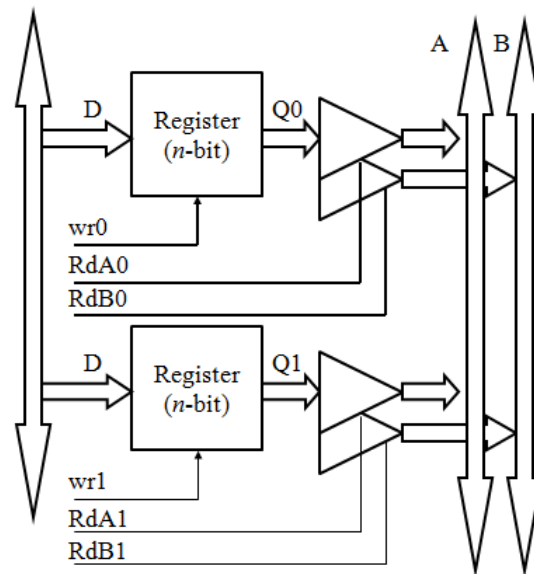 A B
D
Register
(n-bit)
Q0
wr0
RdA0
RdB0
D
Register
(n-bit)
Q1
wr1
RdA1
RdB1